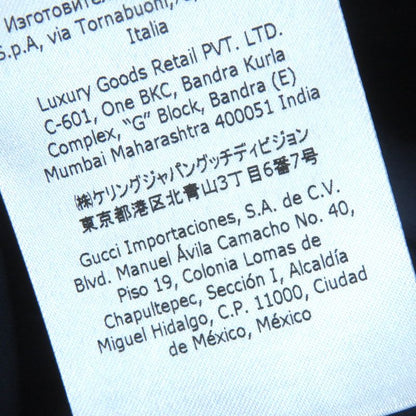 Изготовитель
S.p.A, via Tornabuoni,
Italia
Luxury Goods Retail PVT. LTD.
C-601, One BKC, Bandra Kurla
Complex, “G” Block, Bandra (E)
Mumbai Maharashtra 400051 India
㈱ケリングジャパングッチディビジョン
東京都港区北青山3丁目6番7号
Gucci Importaciones, S.A. de C.V.
Blvd. Manuel Ávila Camacho No. 40,
Piso 19, Colonia Lomas de
Chapultepec, Sección I, Alcaldía
Miguel Hidalgo, C.P. 11000, Ciudad
de México, México